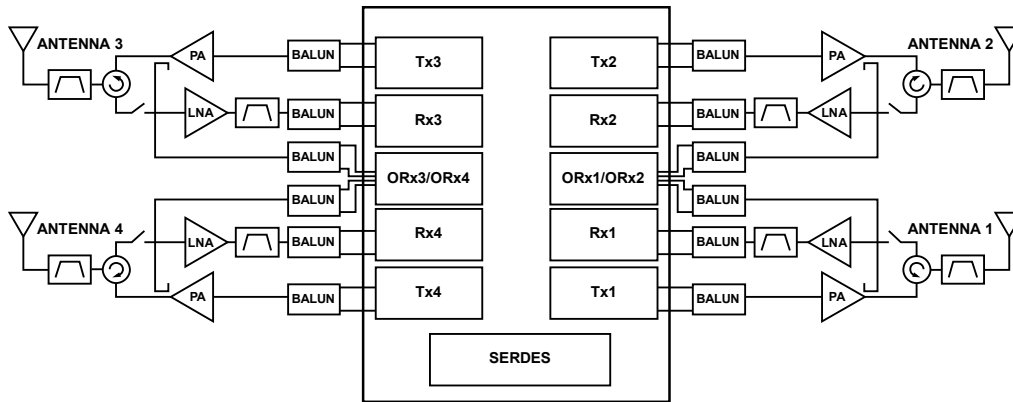 ANTENNA 3
PA
BALUN
Tx3
Tx2
BALUN
PA
ANTENNA 2
LNA
BALUN
Rx3
Rx2
BALUN
LNA
BALUN
ORx3/ORx4
ORx1/ORx2
BALUN
BALUN
BALUN
ANTENNA 4
LNA
BALUN
Rx4
Rx1
BALUN
LNA
ANTENNA 1
PA
BALUN
Tx4
Tx1
BALUN
PA
SERDES